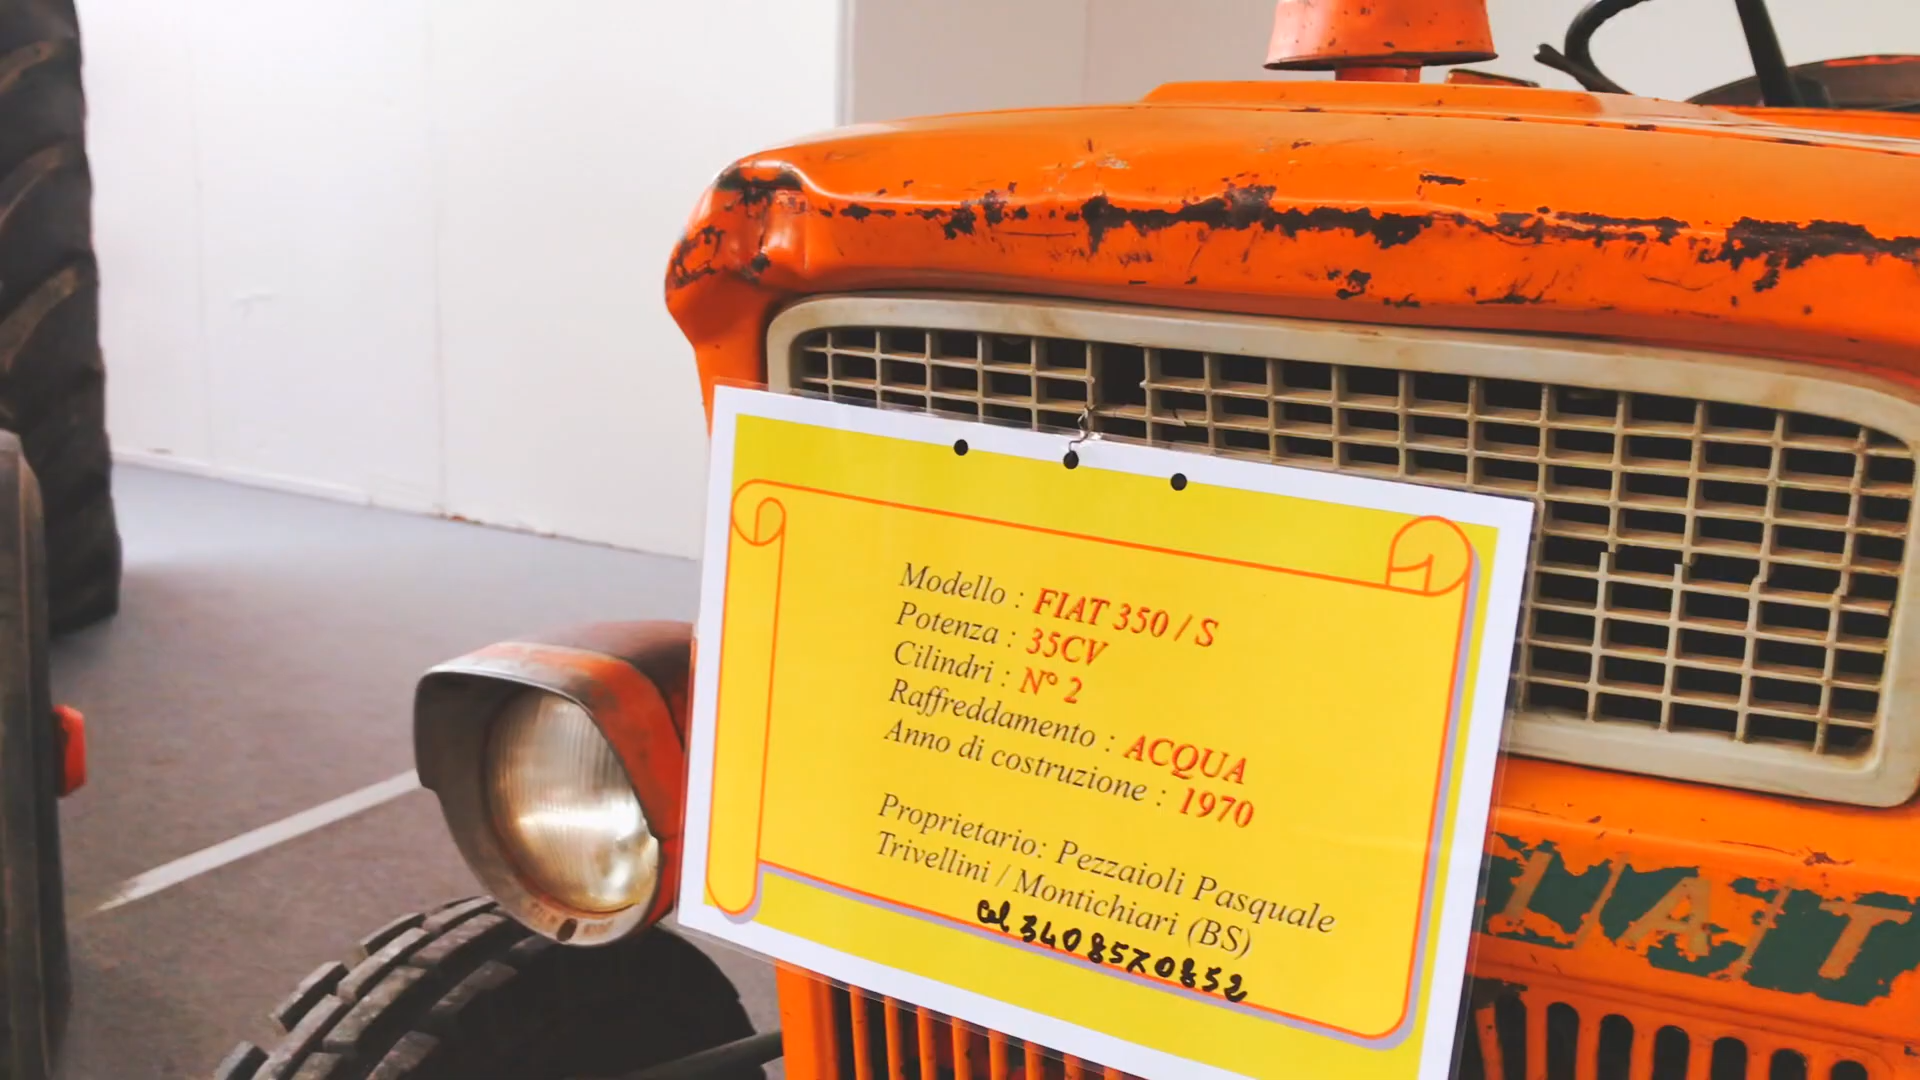 Modello : FIAT 350 / S
Potenza : 35CV
Cilindri : N° 2
Raffreddamento : ACQUA
Anno di costruzione : 1970
Proprietario: Pezzaioli Pasquale
Trivellini / Montichiari (BS)
Cel 3408570852
FIAT